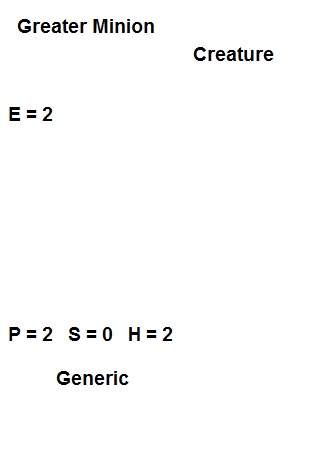 Greater Minion
Creature
E = 2
P = 2 S = 0 H = 2
Generic